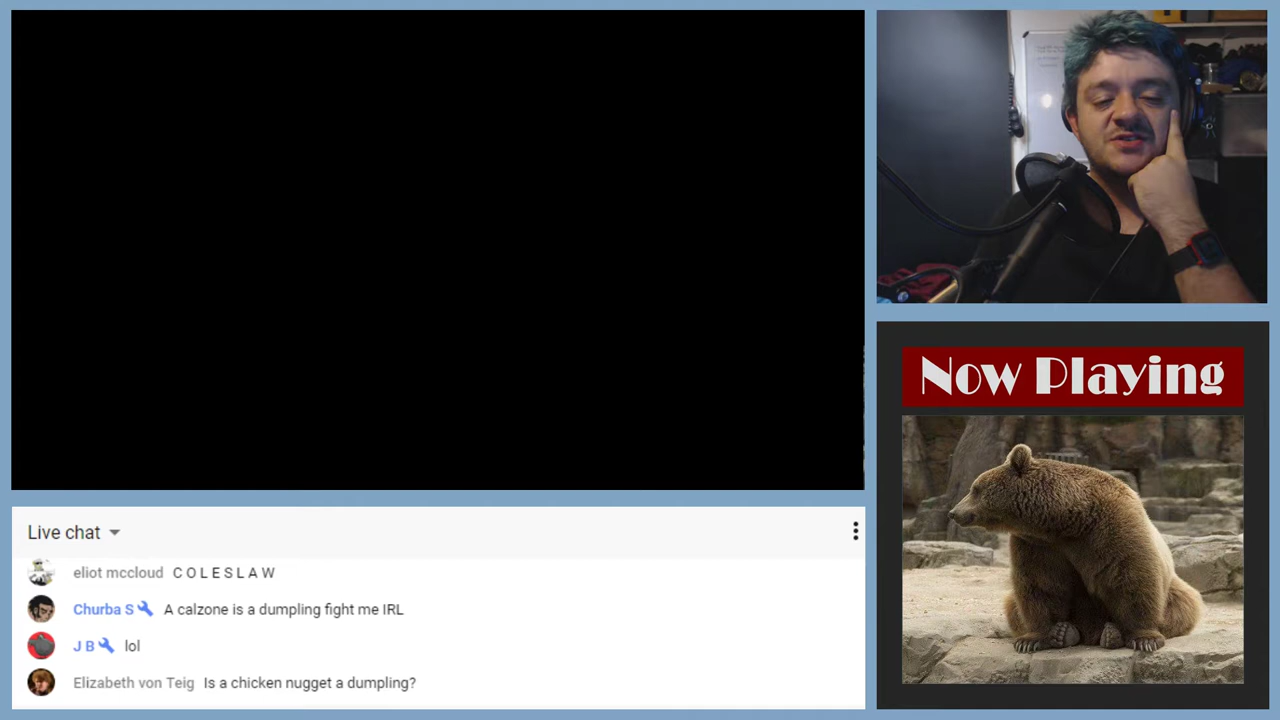 Now Playing
Live chat
eliot mccloud C O L E S L A W
Churba S A calzone is a dumpling fight me IRL
J B lol
Elizabeth von Teig Is a chicken nugget a dumpling?